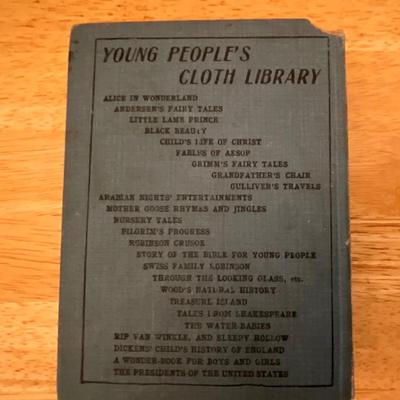 YOUNG PEOPLE'S
CLOTH LIBRARY
ALICE IN WONDERLAND
ANDERSEN'S FAIRY TALES
LITTLE LAME PRINCE
BLACK BEAUTY
CHILD'S LIFE OF CHRIST
FABLES OF AESOP
GRIMM'S FAIRY TALES
GRANDFATHER'S CHAIR
GULLIVER'S TRAVELS
ARABIAN NIGHTS' ENTERTAINMENTS
MOTHER GOOSE RHYMES AND JINGLES
NURSERY TALES
PILGRIM'S PROGRESS
ROBINSON CRUSOE
STORY OF THE BIBLE FOR YOUNG PEOPLE
SWISS FAMILY ROBINSON
THROUGH THE LOOKING GLASS, etc.
WOOD'S NATURAL HISTORY
TREASURE ISLAND
TALES FROM SHAKESPEARE
THE WATER-BABIES
RIP VAN WINKLE, AND SLEEPY HOLLOW
DICKENS' CHILD'S HISTORY OF ENGLAND
A WONDER-BOOK FOR BOYS AND GIRLS
THE PRESIDENTS OF THE UNITED STATES